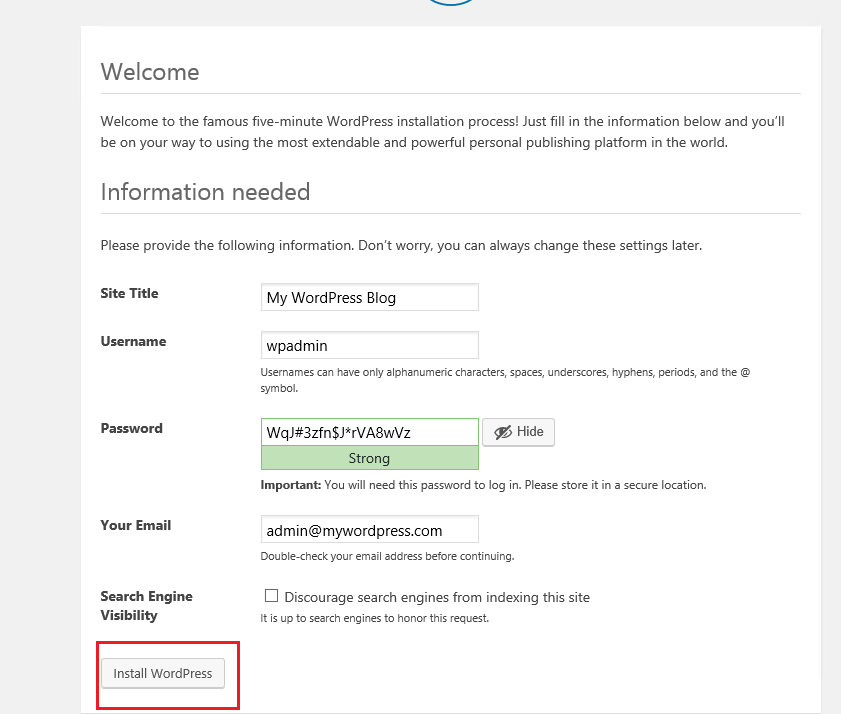 Welcome
Welcome to the famous five-minute WordPress installation process! Just fill in the information below and you’ll
be on your way to using the most extendable and powerful personal publishing platform in the world.
Information needed
Please provide the following information. Don’t worry, you can always change these settings later.
Site Title
My WordPress Blog
Username
wpadmin
Usernames can have only alphanumeric characters, spaces, underscores, hyphens, periods, and the @
symbol.
Password
WqJ#3zfn$J*rVA8wVz
Hide
Strong
Important: You will need this password to log in. Please store it in a secure location.
Your Email
admin@mywordpress.com
Double-check your email address before continuing.
Search Engine
Visibility
Discourage search engines from indexing this site
It is up to search engines to honor this request.
Install WordPress